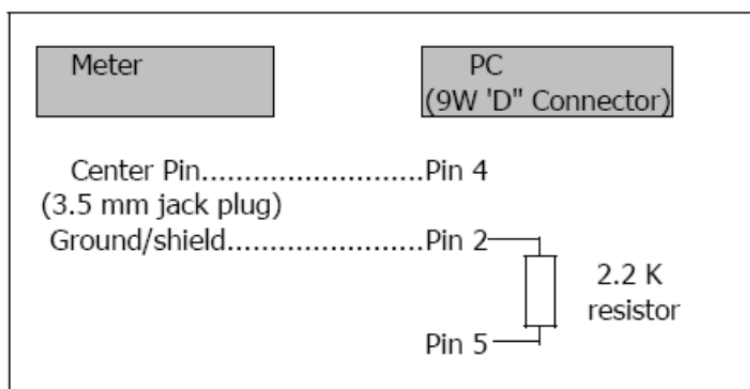 Meter
PC
(9W 'D" Connector)
Center Pin.........................Pin 4
(3.5 mm jack plug)
Ground/shield......................Pin 2
2.2 K
resistor
Pin 5